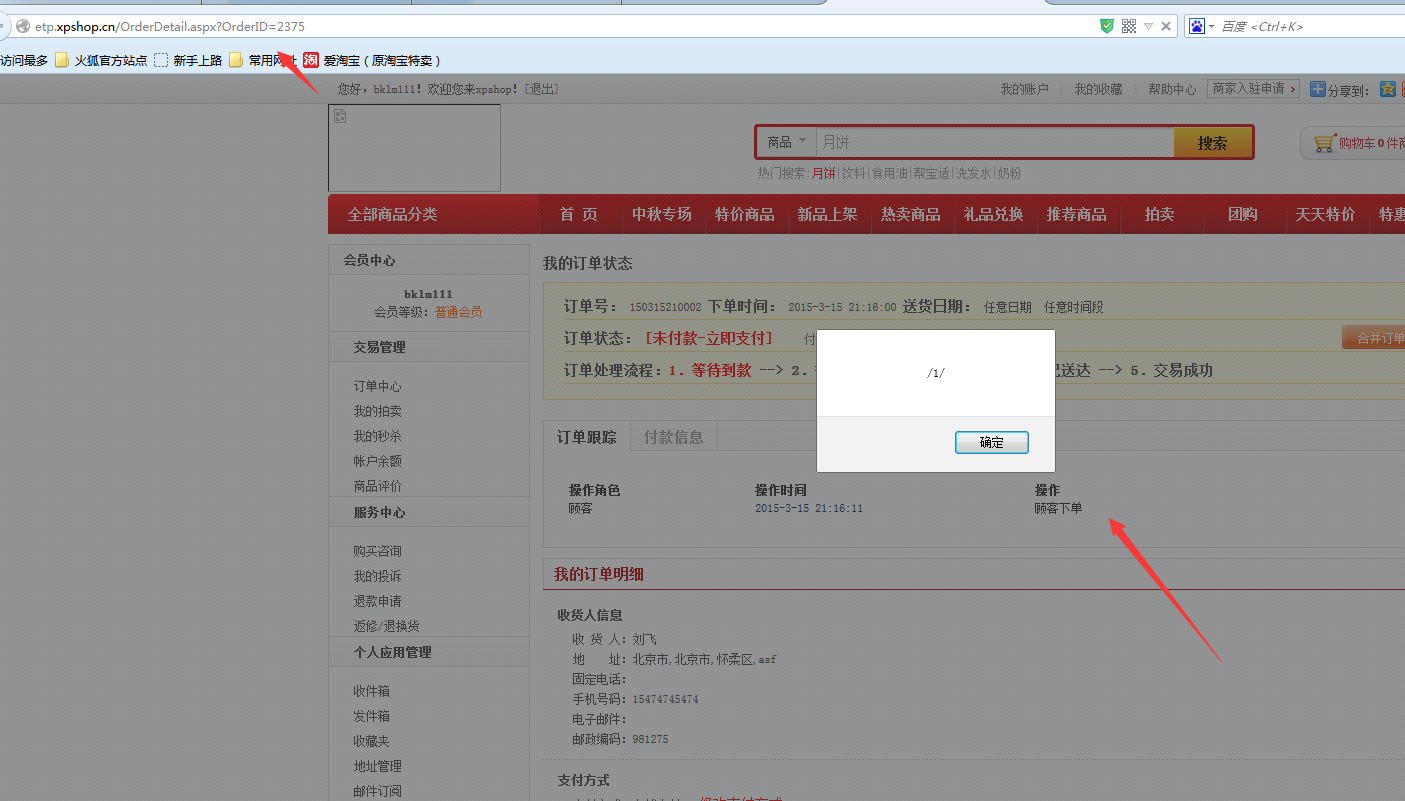 etp.xpshop.cn/OrderDetail.aspx?OrderID=2375
百度 <Ctrl+K>
访问最多 火狐官方站点 新手上路 常用网址 淘 爱淘宝（原淘宝特卖）
您好，bklm111！欢迎您来xpshop！[退出]
我的账户 我的收藏 帮助中心 商家入驻申请 › 分享到：
商品 月饼 搜索
购物车 0 件商
热门搜索:月饼|饮料|食用油|帮宝适|洗发水|奶粉
全部商品分类 首 页 中秋专场 特价商品 新品上架 热卖商品 礼品兑换 推荐商品 拍卖 团购 天天特价 特惠
会员中心
bklm111
会员等级：普通会员
交易管理
订单中心
我的拍卖
我的秒杀
帐户余额
商品评价
服务中心
购买咨询
我的投诉
退款申请
返修/退换货
个人应用管理
收件箱
发件箱
收藏夹
地址管理
邮件订阅
我的订单状态
订单号： 150315210002 下单时间： 2015-3-15 21:16:00 送货日期： 任意日期 任意时间段
订单状态：[未付款-立即支付] 付
合并订单
订单处理流程：1．等待到款 --> 2．
已送达 --> 5．交易成功
/1/
确定
订单跟踪 付款信息
操作角色 操作时间 操作
顾客 2015-3-15 21:16:11 顾客下单
我的订单明细
收货人信息
收 货 人：刘飞
地 址：北京市,北京市,怀柔区,asf
固定电话：
手机号码：15474745474
电子邮件：
邮政编码：981275
支付方式
修改支付方式